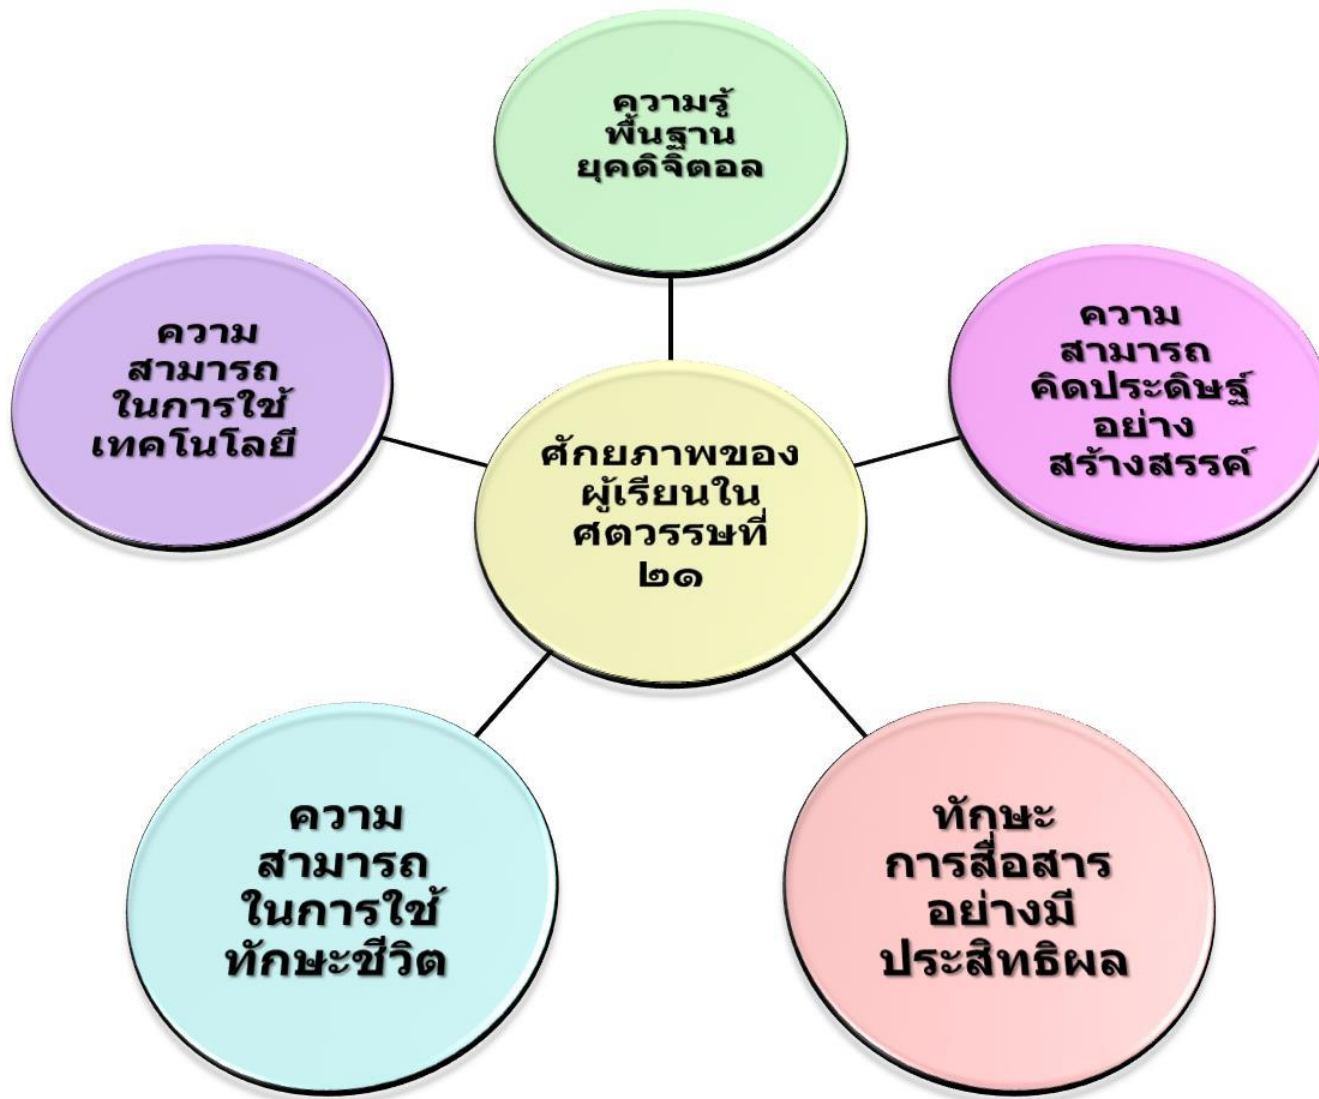 ความรู้
พื้นฐาน
ยุคดิจิตอล
ความ
สามารถ
คิดประดิษฐ์
อย่าง
สร้างสรรค์
ทักษะ
การสื่อสาร
อย่างมี
ประสิทธิผล
ความ
สามารถ
ในการใช้
ทักษะชีวิต
ความ
สามารถ
ในการใช้
เทคโนโลยี
ศักยภาพของ
ผู้เรียนใน
ศตวรรษที่
๒๑